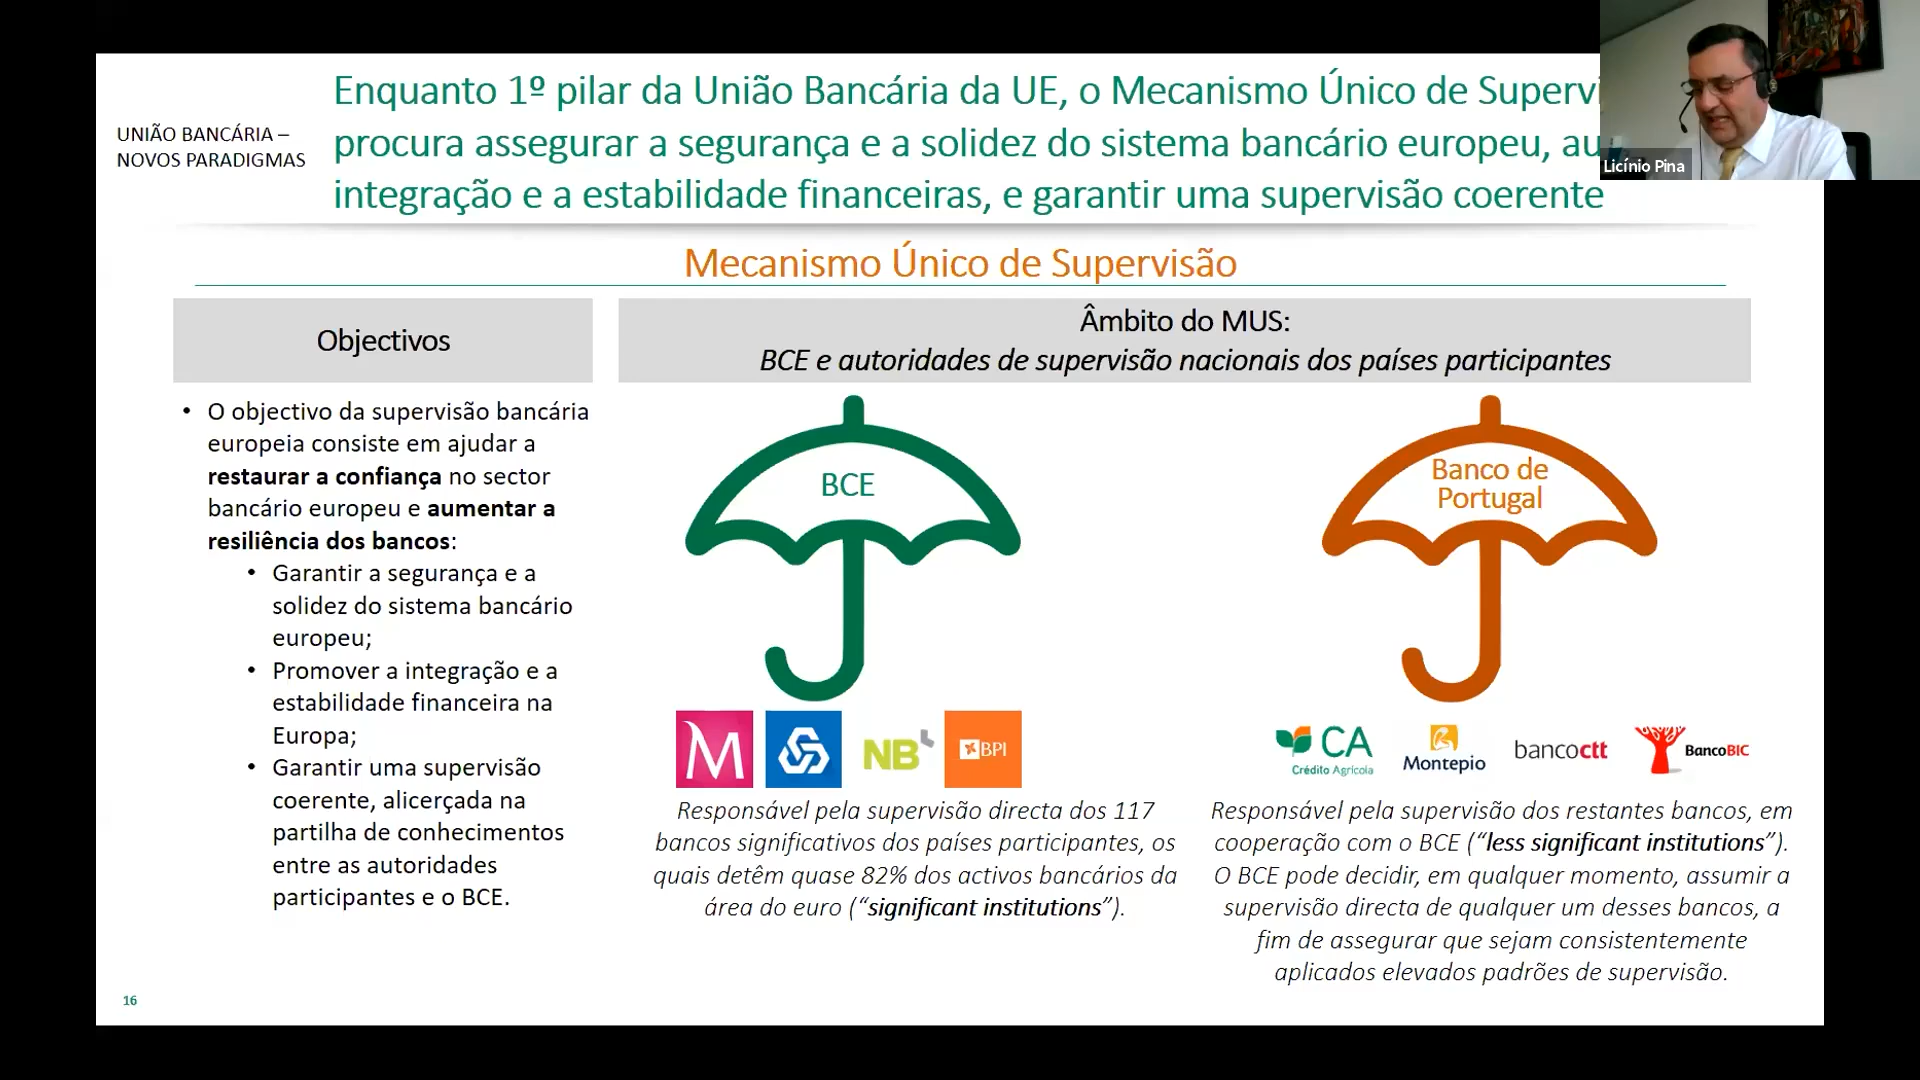 UNIÃO BANCÁRIA –
NOVOS PARADIGMAS
Enquanto 1º pilar da União Bancária da UE, o Mecanismo Único de
procura assegurar a segurança e a solidez do sistema bancário europeu,
integração e a estabilidade financeiras, e garantir uma supervisão coerente
Licínio Pina
Mecanismo Único de Supervisão
Objectivos
• O objectivo da supervisão bancária
europeia consiste em ajudar a
restaurar a confiança no sector
bancário europeu e aumentar a
resiliência dos bancos:
• Garantir a segurança e a
solidez do sistema bancário
europeu;
• Promover a integração e a
estabilidade financeira na
Europa;
• Garantir uma supervisão
coerente, alicerçada na
partilha de conhecimentos
entre as autoridades
participantes e o BCE.
Âmbito do MUS:
BCE e autoridades de supervisão nacionais dos países participantes
BCE
M
NB
BPI
Responsável pela supervisão directa dos 117
bancos significativos dos países participantes, os
quais detêm quase 82% dos activos bancários da
área do euro (“significant institutions”).
Banco de
Portugal
CA
Crédito Agrícola
Montepio
bancoctt
BancoBIC
Responsável pela supervisão dos restantes bancos, em
cooperação com o BCE (“less significant institutions”).
O BCE pode decidir, em qualquer momento, assumir a
supervisão directa de qualquer um desses bancos, a
fim de assegurar que sejam consistentemente
aplicados elevados padrões de supervisão.
16